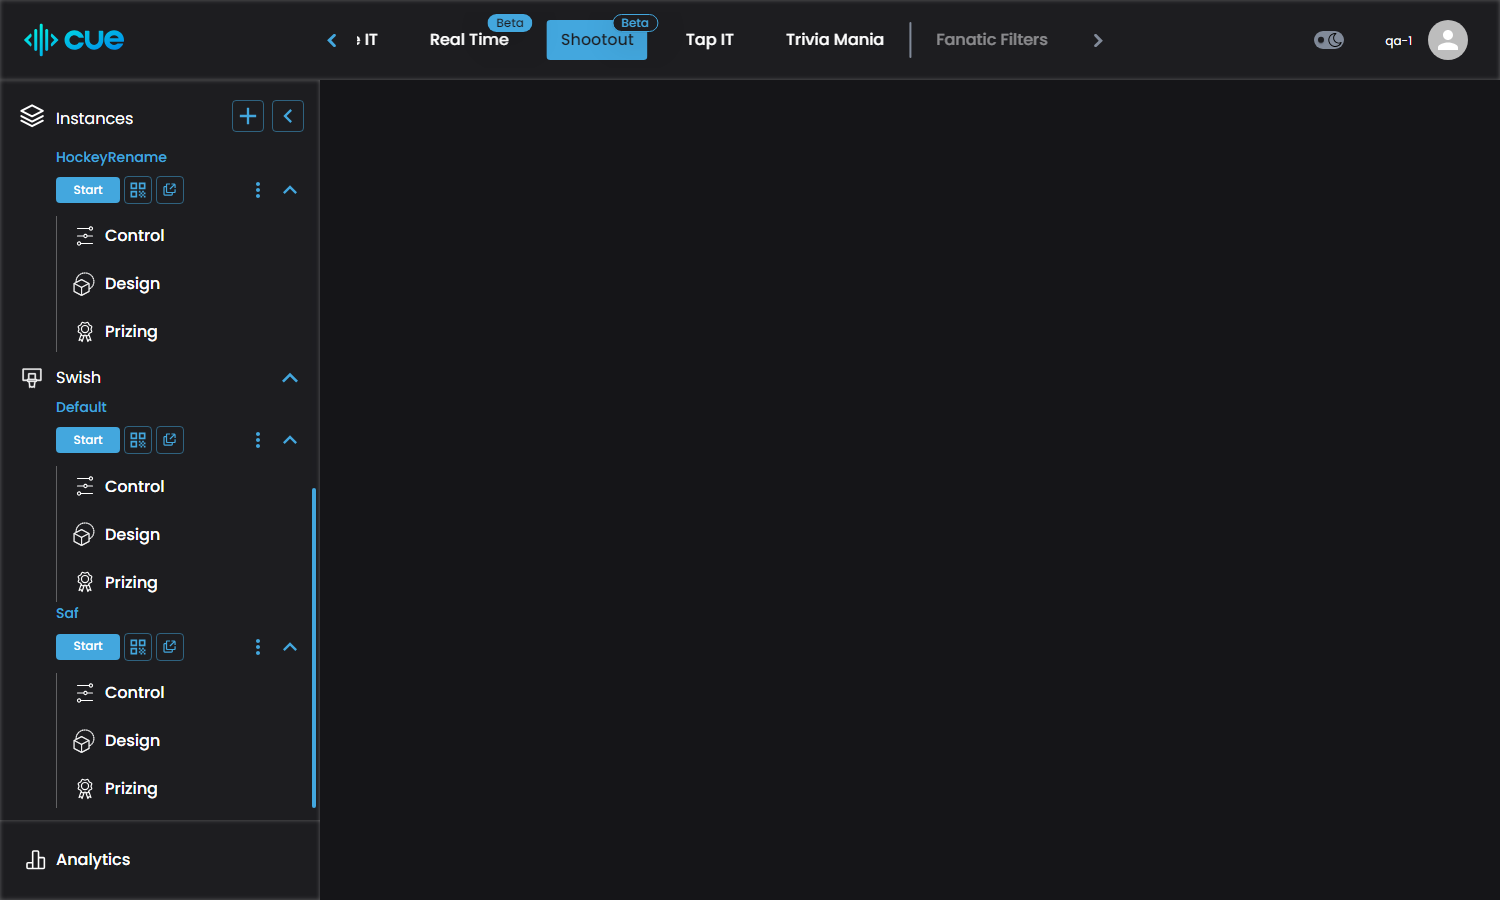 cue
IT
Real Time
Beta
Shootout
Beta
Tap IT
Trivia Mania
Fanatic Filters
qa-1
Instances
HockeyRename
Start
Control
Design
Prizing
Swish
Default
Start
Control
Design
Prizing
Saf
Start
Control
Design
Prizing
Analytics